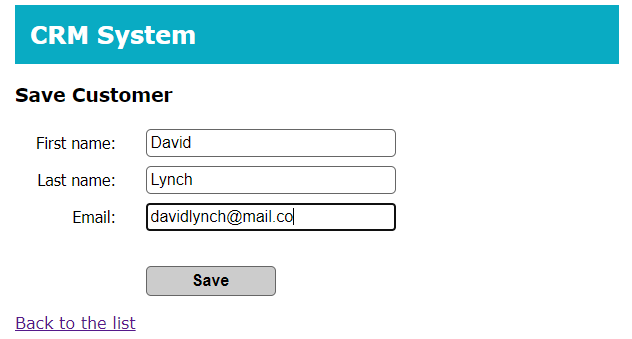 CRM System
Save Customer
First name: David
Last name: Lynch
Email: davidlynch@mail.co
Save
Back to the list